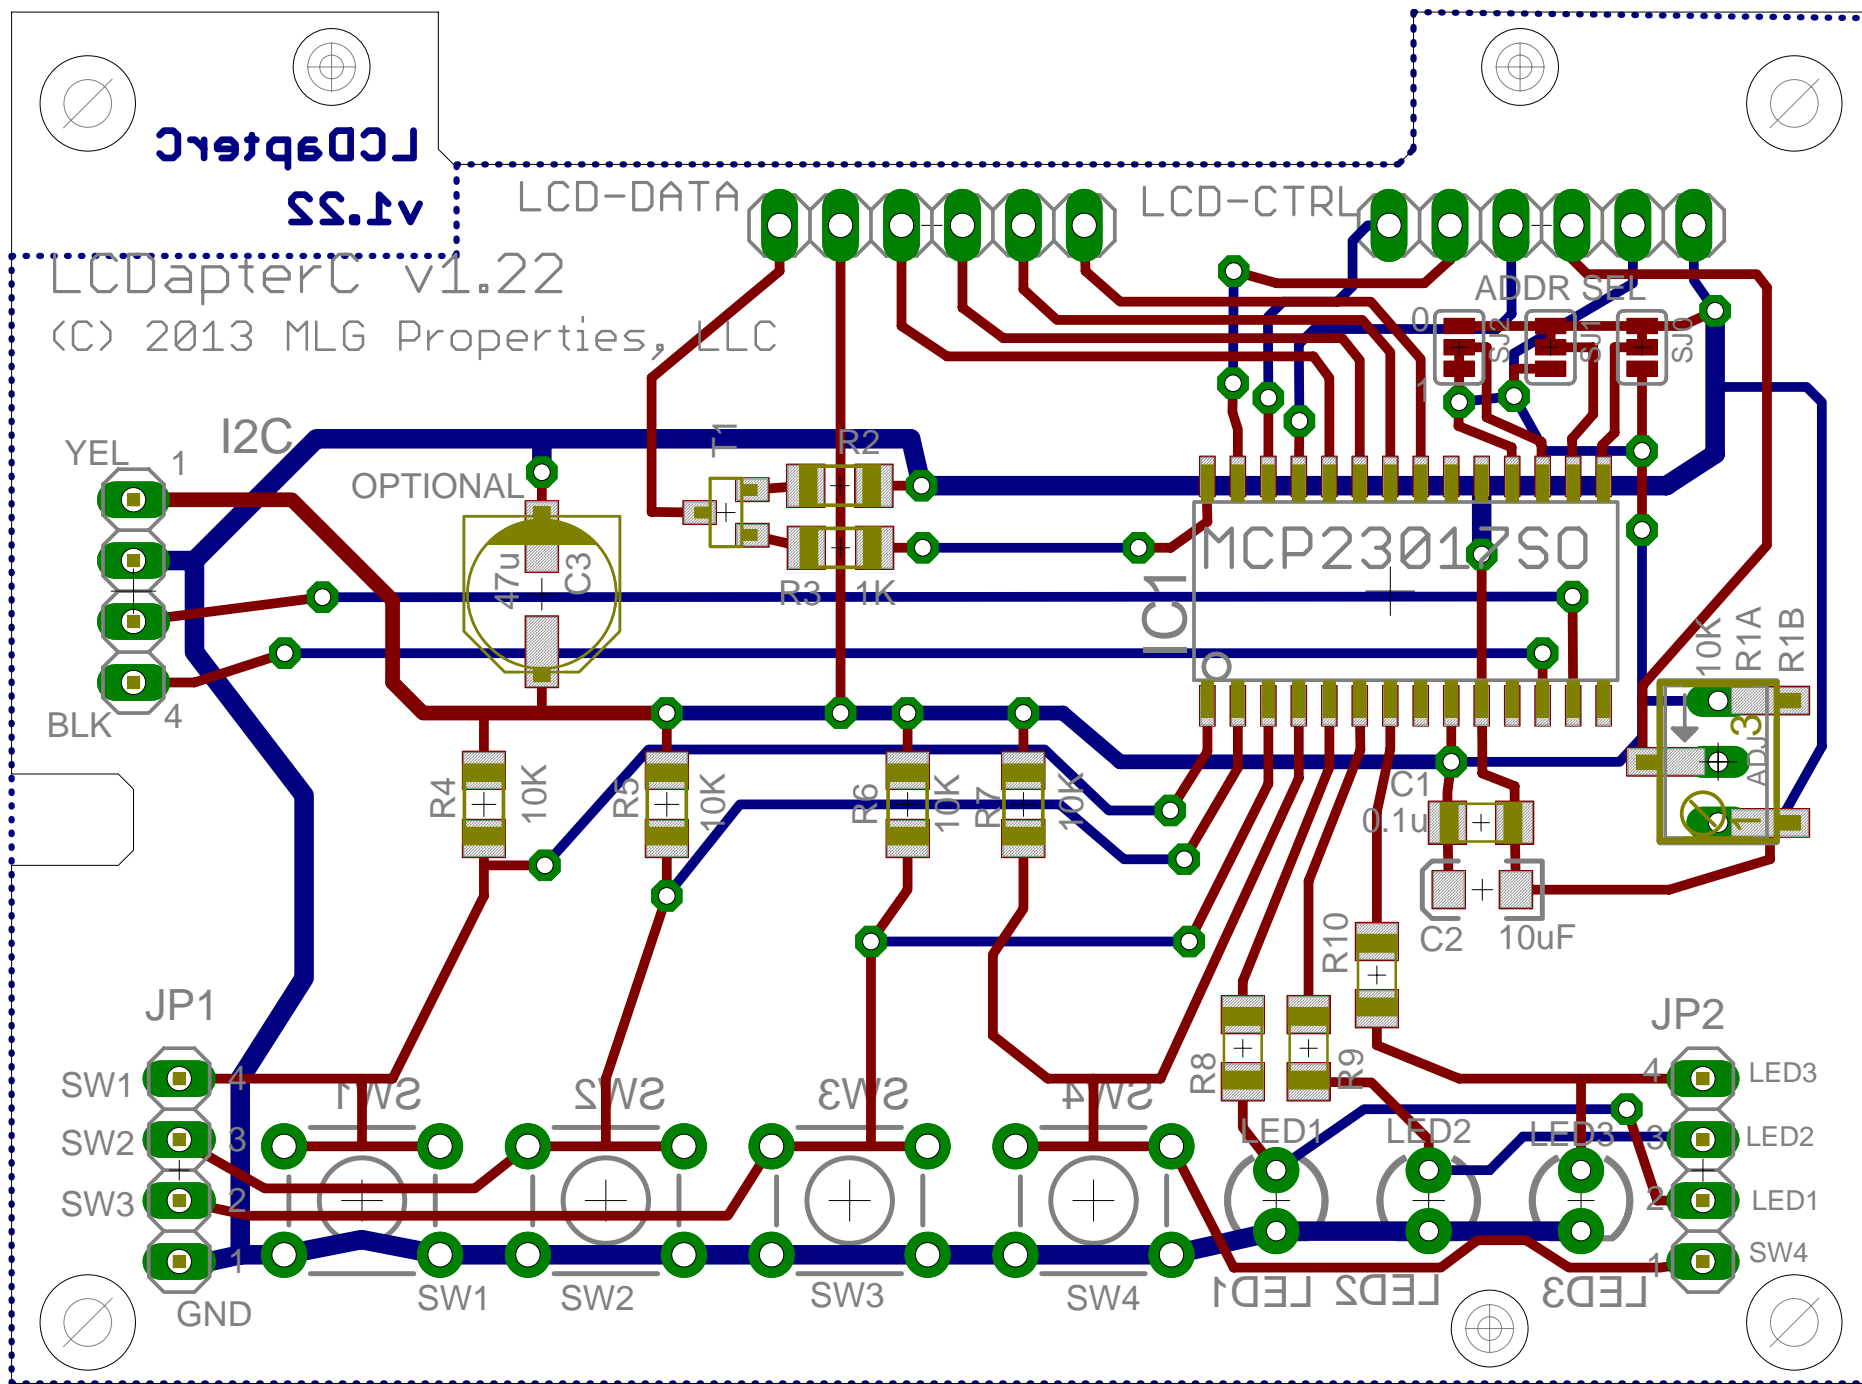 LCDapterC
v1.22
LCD-DATA
LCD-CTRL
LCDapterC v1.22
(C) 2013 MLG Properties, LLC
ADDR SEL
0
SJ2
SJ1
SJ0
1
I2C
YEL
1
OPTIONAL
T1
R2
47u
C3
R3
1K
MCP23017SO
IC1
10K
R1A
R1B
BLK
4
R4
10K
R5
10K
R6
10K
R7
10K
C1
0.1u
3
ADJ
1
C2
10uF
R10
JP1
JP2
R8
R9
SW1
4
SW1
SW2
SW3
SW4
4
LED3
SW2
3
LED1
LED2
LED3
3
LED2
SW3
2
2
LED1
GND
1
1
SW4
SW1
SW2
SW3
SW4
LED1
LED2
LED3